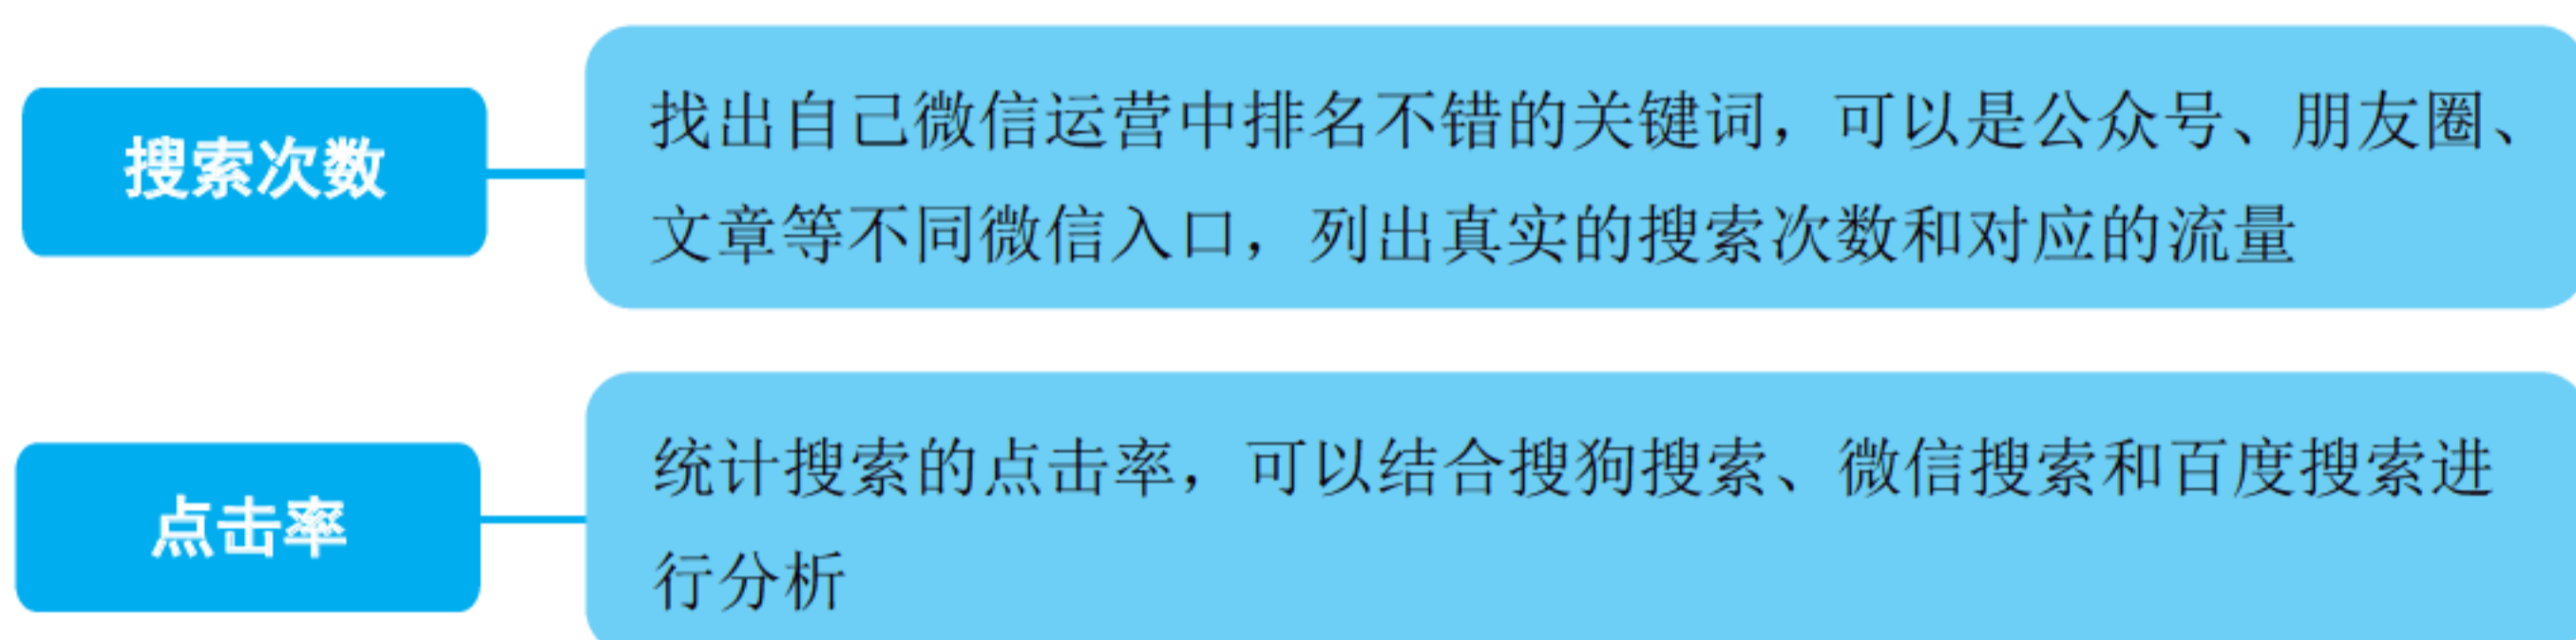 搜索次数
找出自己微信运营中排名不错的关键词，可以是公众号、朋友圈、
文章等不同微信入口，列出真实的搜索次数和对应的流量
点击率
统计搜索的点击率，可以结合搜狗搜索、微信搜索和百度搜索进
行分析